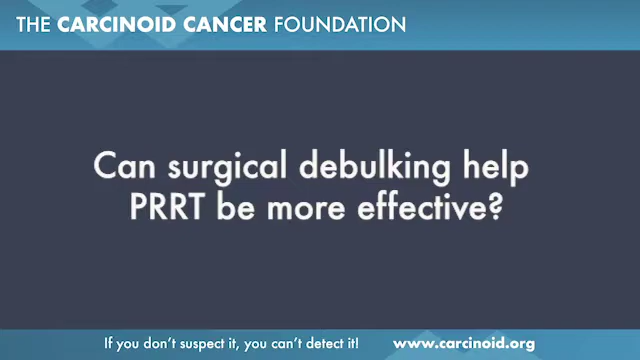 THE CARCINOID CANCER FOUNDATION
Can surgical debulking help
PRRT be more effective?
If you don't suspect it, you can't detect it! www.carcinoid.org